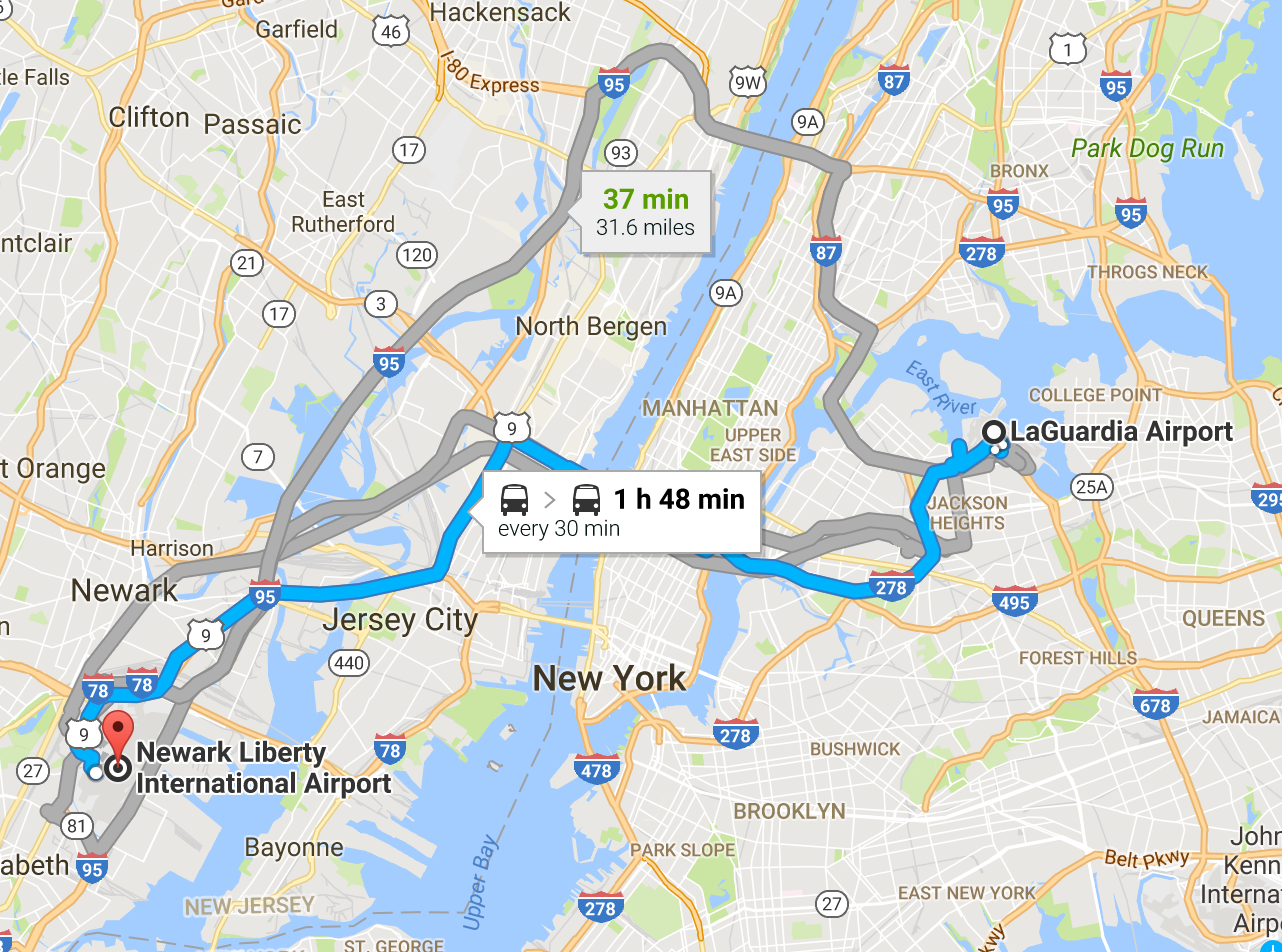 Hackensack
Garfield
46
1
tle Falls
I-80 Express
95
9W
87
95
Clifton
Passaic
9A
17
93
Park Dog Run
BRONX
37 min
31.6 miles
East
Rutherford
95
95
ntclair
120
87
278
21
THROGS NECK
9A
3
17
North Bergen
95
East River
COLLEGE POINT
MANHATTAN
9
LaGuardia Airport
UPPER
EAST SIDE
7
t Orange
25A
295
1 h 48 min
every 30 min
JACKSON
HEIGHTS
Harrison
Newark
278
95
495
Jersey City
QUEENS
9
440
FOREST HILLS
New York
78
78
678
JAMAICA
9
278
Newark Liberty
International Airport
78
BUSHWICK
27
478
BROOKLYN
81
Bayonne
PARK SLOPE
John
Kenn
Interna
Airp
abeth
95
Belt Pkwy
Upper Bay
EAST NEW YORK
NEW JERSEY
278
27
ST. GEORGE
kwy